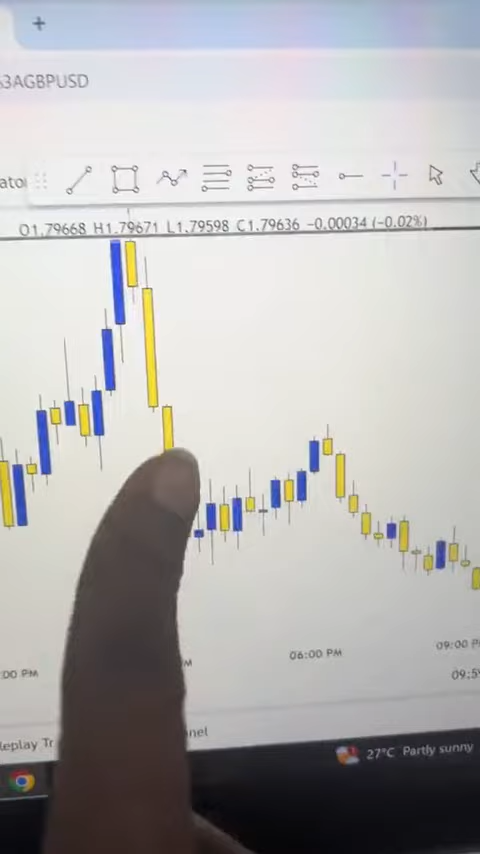 +
3AGBPUSD
O1.79668 H1.79671 L1.79598 C1.79636 -0.00034 (-0.02%)
:00 PM
M
06:00 PM
09:00 P
09:5
eplay Tr
nel
27°C Partly sunny